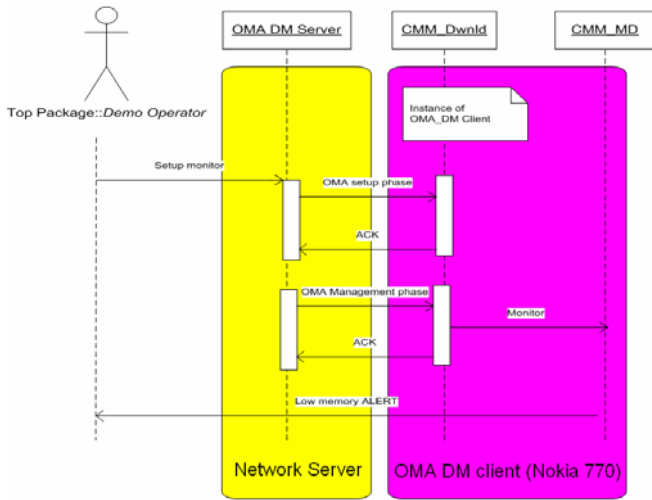 OMA DM Server
CMM_DwnId
CMM_MD
Instance of
OMA_DM Client
Top Package::Demo Operator
Setup monitor
OMA setup phase
ACK
OMA Management phase
Monitor
ACK
Low memory ALERT
Network Server
OMA DM client (Nokia 770)